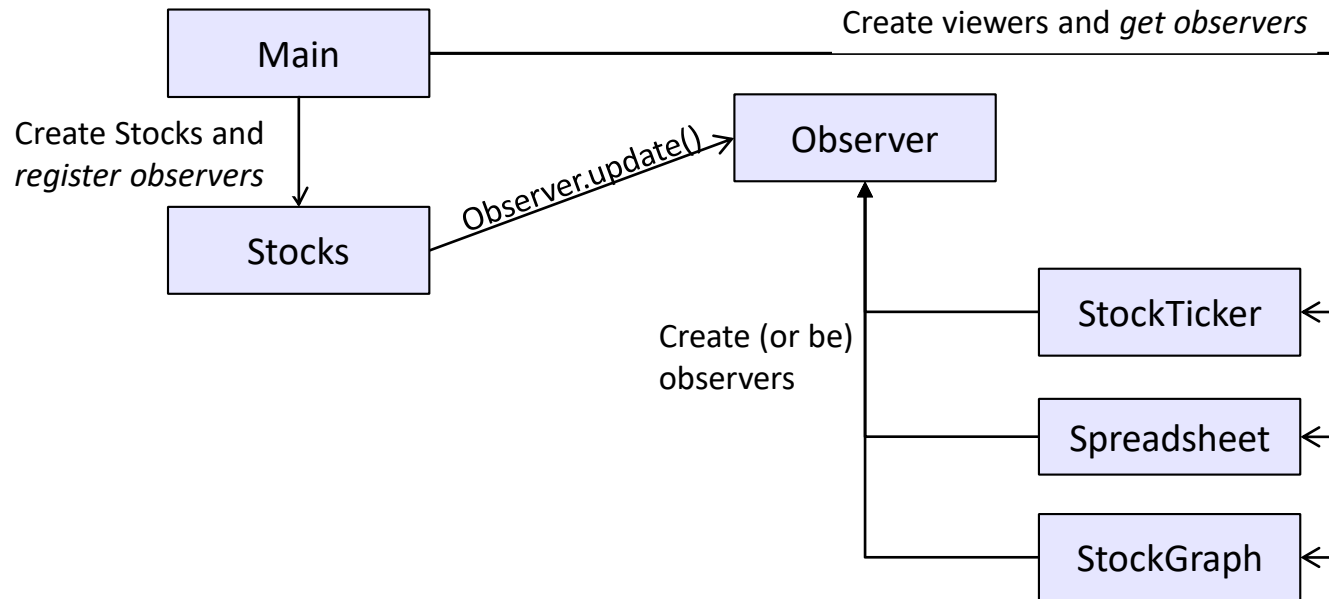 Create viewers and get observers
Main
Create Stocks and
register observers
Observer
Observer.update()
Stocks
StockTicker
Create (or be)
observers
Spreadsheet
StockGraph